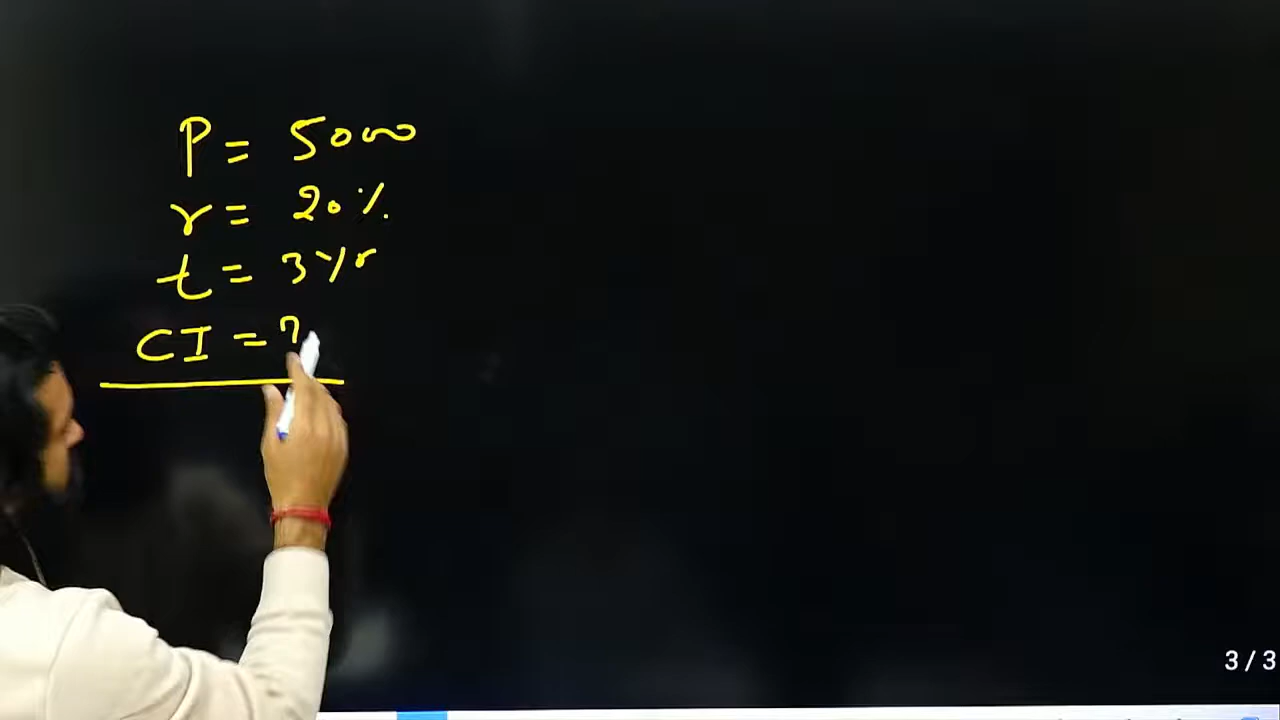 P = 5000
r = 20%
t = 3yr
CI = ?
3 / 3